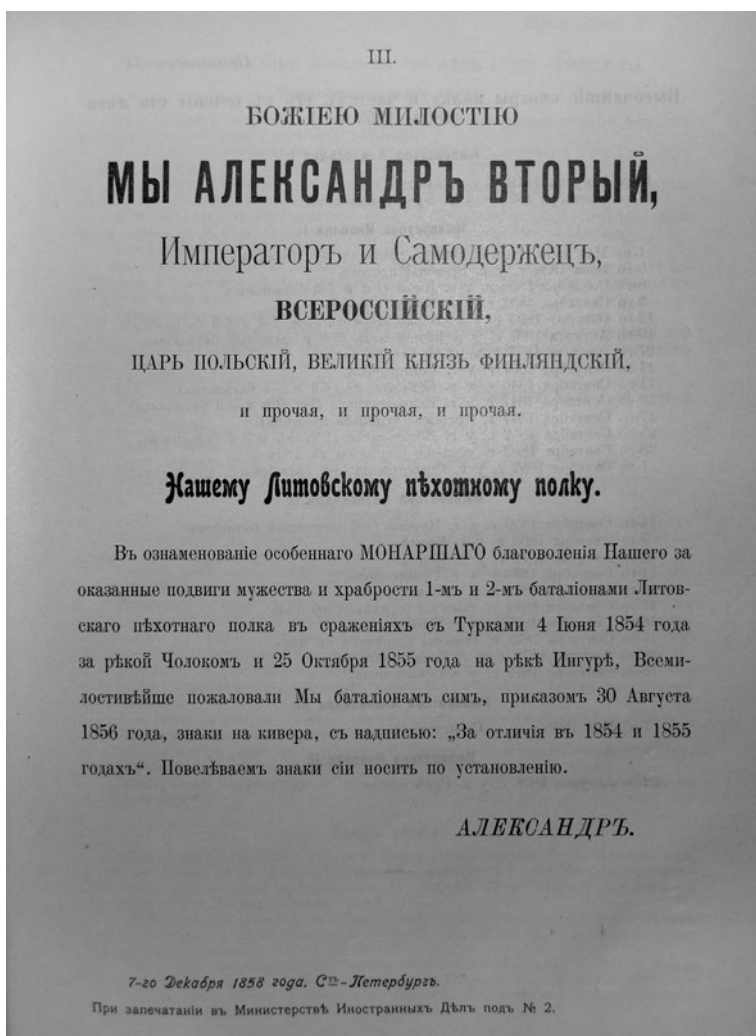 III.
БОЖІЕЮ МИЛОСТІЮ
МЫ АЛЕКСАНДРЪ ВТОРЫЙ,
Императоръ и Самодержецъ,
ВСЕРОССІЙСКІЙ,
ЦАРЬ ПОЛЬСКІЙ, ВЕЛИКІЙ КНЯЗЬ ФИНЛЯНДСКІЙ,
и прочая, и прочая, и прочая.
Нашему Литовскому пѣхотному полку.
Въ ознаменованіе особеннаго МОНАРШАГО благоволенія Нашего за
оказанные подвиги мужества и храбрости 1-мъ и 2-мъ баталіонами Литов-
скаго пѣхотнаго полка въ сраженіяхъ съ Турками 4 Іюня 1854 года
за рѣкой Чолокомъ и 25 Октября 1855 года на рѣкѣ Ингурѣ, Всеми-
лостивѣйше пожаловали Мы баталіонамъ симъ, приказомъ 30 Августа
1856 года, знаки на кивера, съ надписью: „За отличія въ 1854 и 1855
годахъ“. Повелѣваемъ знаки сіи носить по установленію.
АЛЕКСАНДРЪ.
7-го Декабря 1858 года. Стъ-Петербургъ.
При запечатаніи въ Министерствѣ Иностранныхъ Дѣлъ подъ № 2.